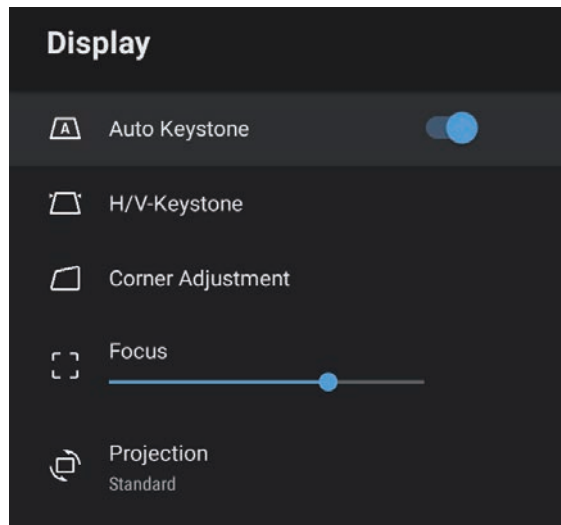 Display
A
Auto Keystone
H/V-Keystone
Corner Adjustment
Focus
Projection
Standard